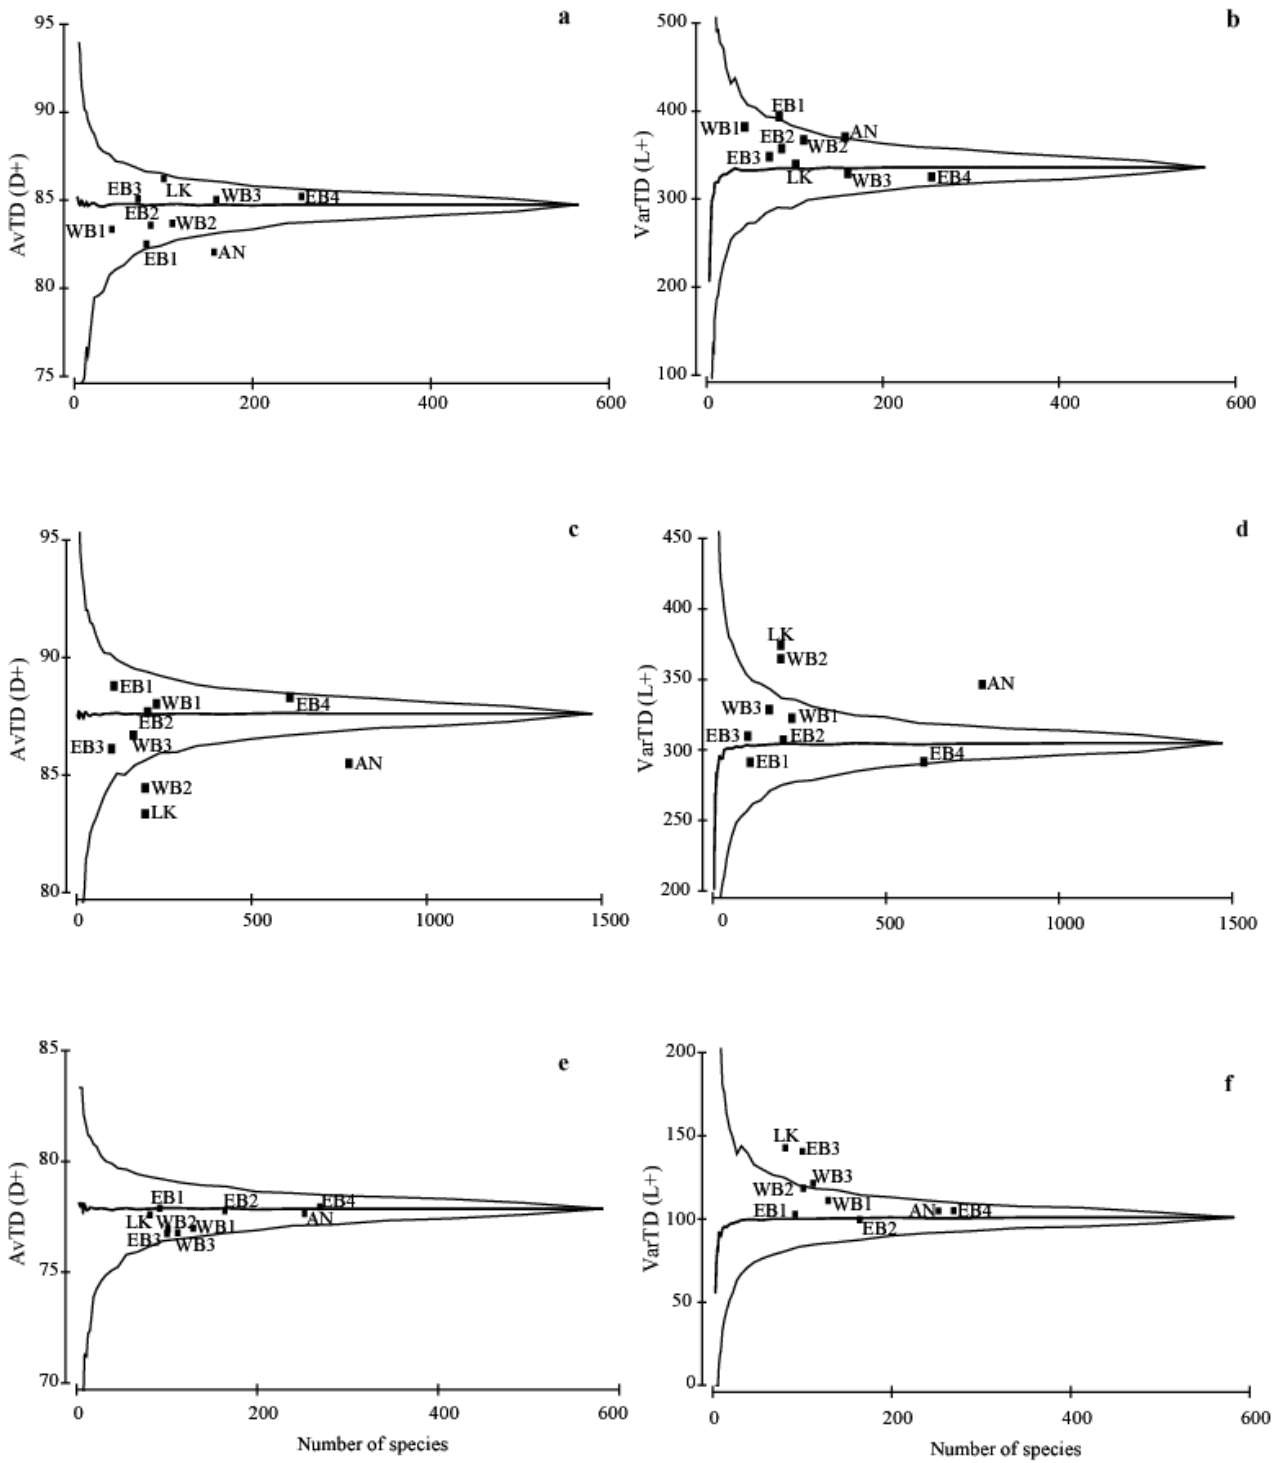 a
95
90
85
80
75
AvTD (D+)
EB3
LK
WB3
EB4
EB2
WB2
WB1
EB1
AN
0
200
400
600
b
500
400
300
200
100
VarTD (L+)
EB1
WB1
AN
EB2
WB2
EB3
LK
WB3
EB4
0
200
400
600
c
95
90
85
80
AvTD (D+)
EB1
WB1
EB4
EB2
WB3
EB3
AN
WB2
LK
0
500
1000
1500
d
450
400
350
300
250
200
VarTD (L+)
LK
WB2
AN
WB3
WB1
EB3
EB2
EB4
EB1
0
500
1000
1500
e
85
80
75
70
AvTD (D+)
EB1
EB2
EB4
LK
WB2
WB1
AN
EB3
WB3
0
200
400
600
Number of species
f
200
150
100
50
0
VarTD (L+)
LK
EB3
WB3
WB2
WB1
EB1
AN
EB4
EB2
0
200
400
600
Number of species